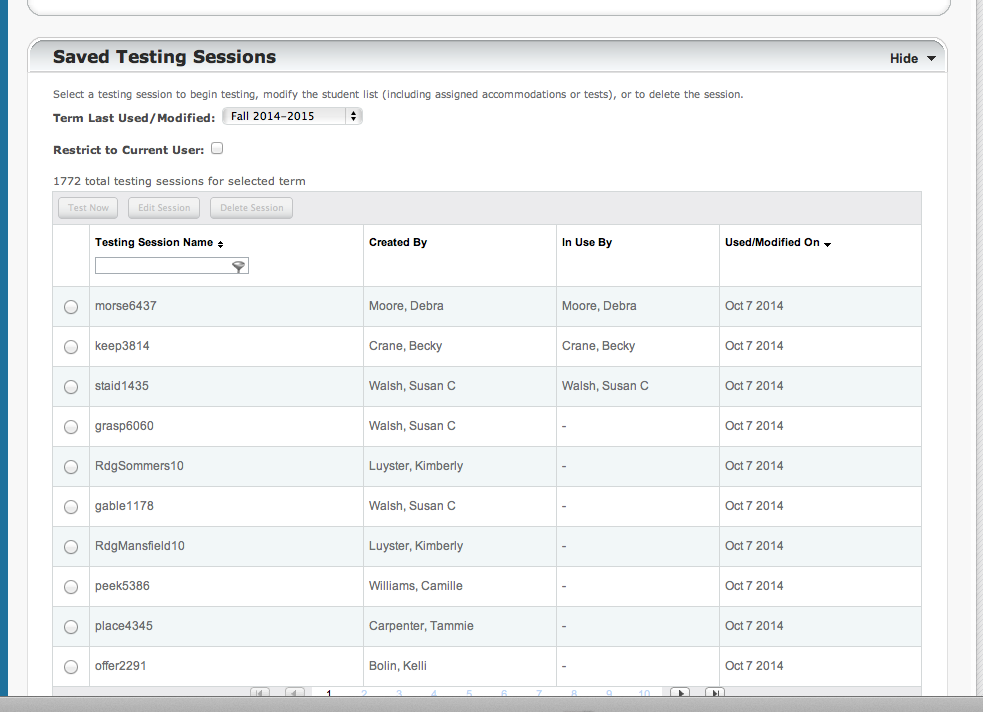 Saved Testing Sessions
Hide
Select a testing session to begin testing, modify the student list (including assigned accommodations or tests), or to delete the session.
Term Last Used/Modified: Fall 2014-2015
Restrict to Current User:
1772 total testing sessions for selected term
Test Now Edit Session Delete Session
Testing Session Name Created By In Use By Used/Modified On
morse6437 Moore, Debra Moore, Debra Oct 7 2014
keep3814 Crane, Becky Crane, Becky Oct 7 2014
staid1435 Walsh, Susan C Walsh, Susan C Oct 7 2014
grasp6060 Walsh, Susan C - Oct 7 2014
RdgSommers10 Luyster, Kimberly - Oct 7 2014
gable1178 Walsh, Susan C - Oct 7 2014
RdgMansfield10 Luyster, Kimberly - Oct 7 2014
peek5386 Williams, Camille - Oct 7 2014
place4345 Carpenter, Tammie - Oct 7 2014
offer2291 Bolin, Kelli - Oct 7 2014
1 2 3 4 5 6 7 8 9 10